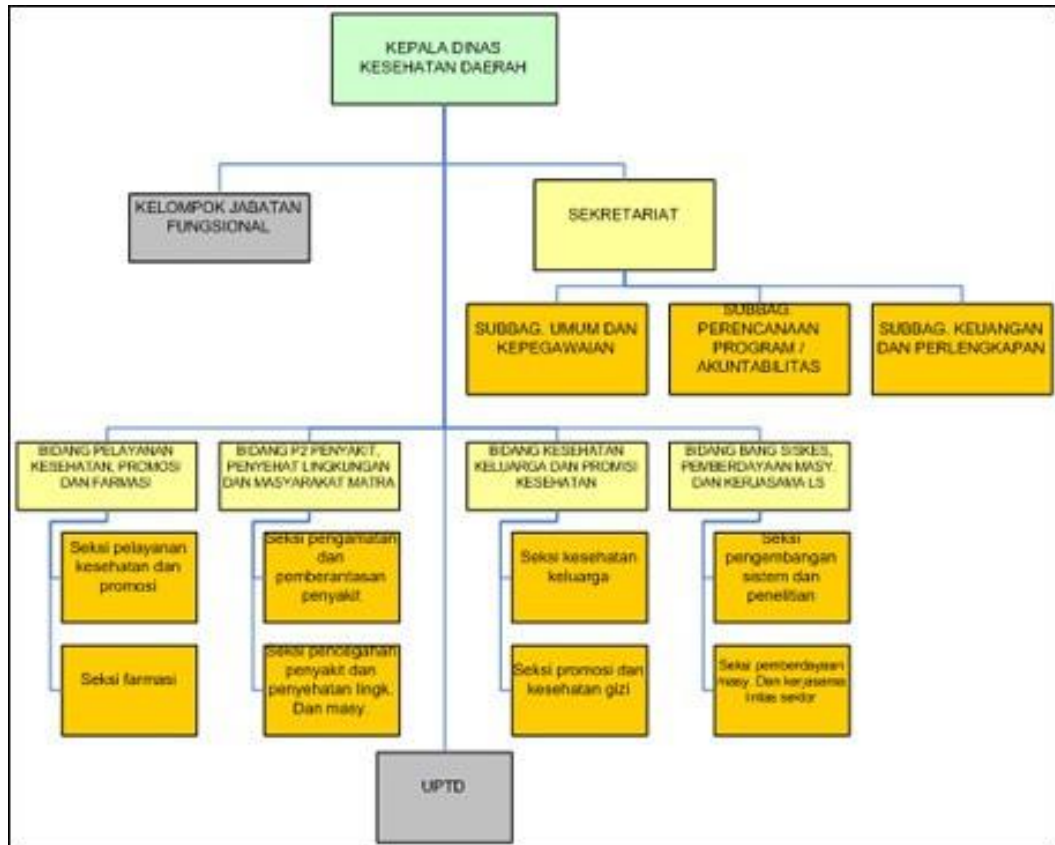 KEPALA DINAS
KESEHATAN DAERAH
KELOMPOK JABATAN
FUNGSIONAL
SEKRETARIAT
SUBBAG. UMUM DAN
KEPEGAWAIAN
SUBBAG.
PERENCANAAN
PROGRAM /
AKUNTABILITAS
SUBBAG. KEUANGAN
DAN PERLENGKAPAN
BIDANG PELAYANAN
KESEHATAN, PROMOSI
DAN FARMASI
BIDANG P2 PENYAKIT,
PENYEHAT LINGKUNGAN
DAN MASYARAKAT MATRA
BIDANG KESEHATAN
KELUARGA DAN PROMISI
KESEHATAN
BIDANG BANG SISKES,
PEMBERDAYAAN MASY.
DAN KERJASAMA LS
Seksi pelayanan
kesehatan dan
promosi
Seksi pengamatan
dan
pemberantasan
penyakit
Seksi kesehatan
keluarga
Seksi
pengembangan
sistem dan
penelitian
Seksi farmasi
Seksi pencegahan
penyakit dan
penyehatan lingk.
Dan masy.
Seksi promosi dan
kesehatan gizi
Seksi pemberdayaan
masy. Dan kerjasama
lintas sektor
UPTD